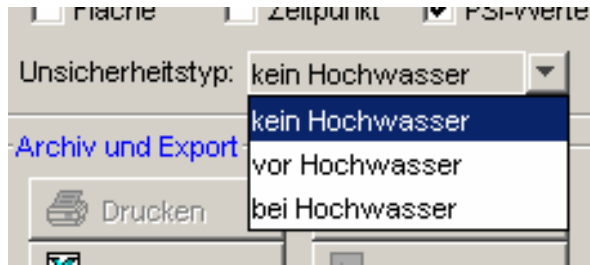 Fläche Zeitpunkt PSI-Werte
Unsicherheitstyp: kein Hochwasser
kein Hochwasser
Archiv und Export
vor Hochwasser
Drucken bei Hochwasser